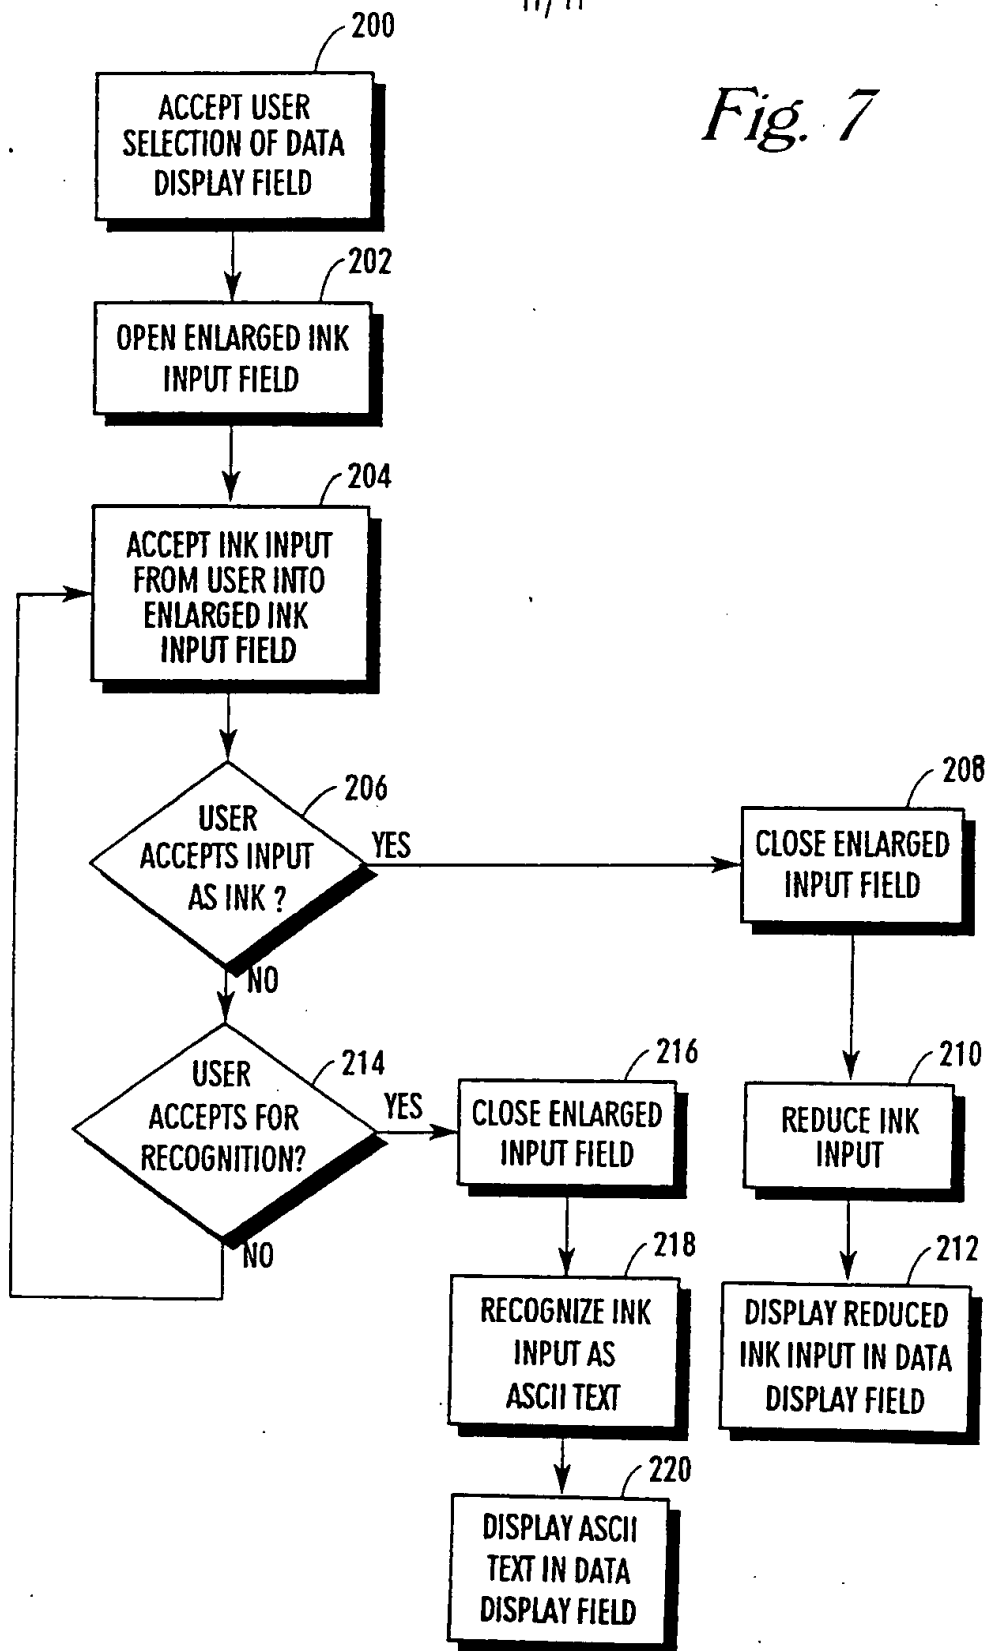 11/11
200
Fig. 7
ACCEPT USER
SELECTION OF DATA
DISPLAY FIELD
202
OPEN ENLARGED INK
INPUT FIELD
204
ACCEPT INK INPUT
FROM USER INTO
ENLARGED INK
INPUT FIELD
206
USER
ACCEPTS INPUT
AS INK ?
YES
NO
208
CLOSE ENLARGED
INPUT FIELD
210
REDUCE INK
INPUT
212
DISPLAY REDUCED
INK INPUT IN DATA
DISPLAY FIELD
214
USER
ACCEPTS FOR
RECOGNITION?
YES
NO
216
CLOSE ENLARGED
INPUT FIELD
218
RECOGNIZE INK
INPUT AS
ASCII TEXT
220
DISPLAY ASCII
TEXT IN DATA
DISPLAY FIELD